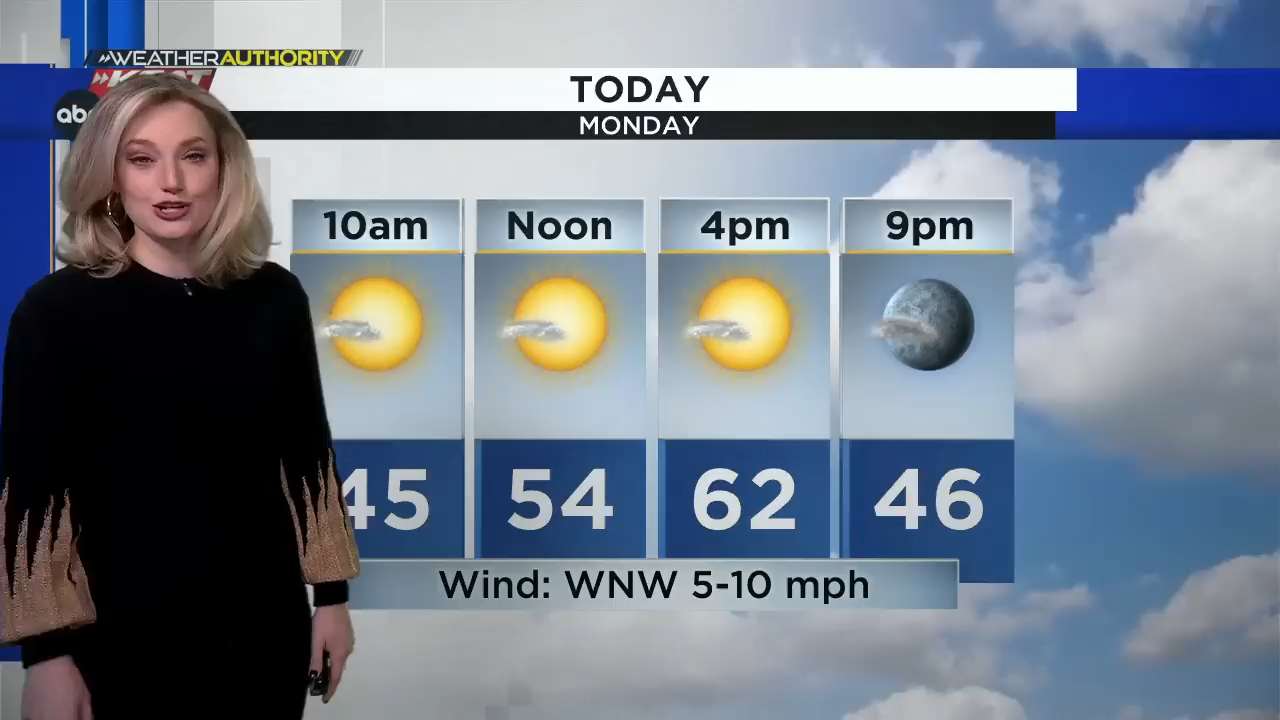 WEATHERAUTHORITY
abc
TODAY
MONDAY
10am
Noon
4pm
9pm
45
54
62
46
Wind: WNW 5-10 mph